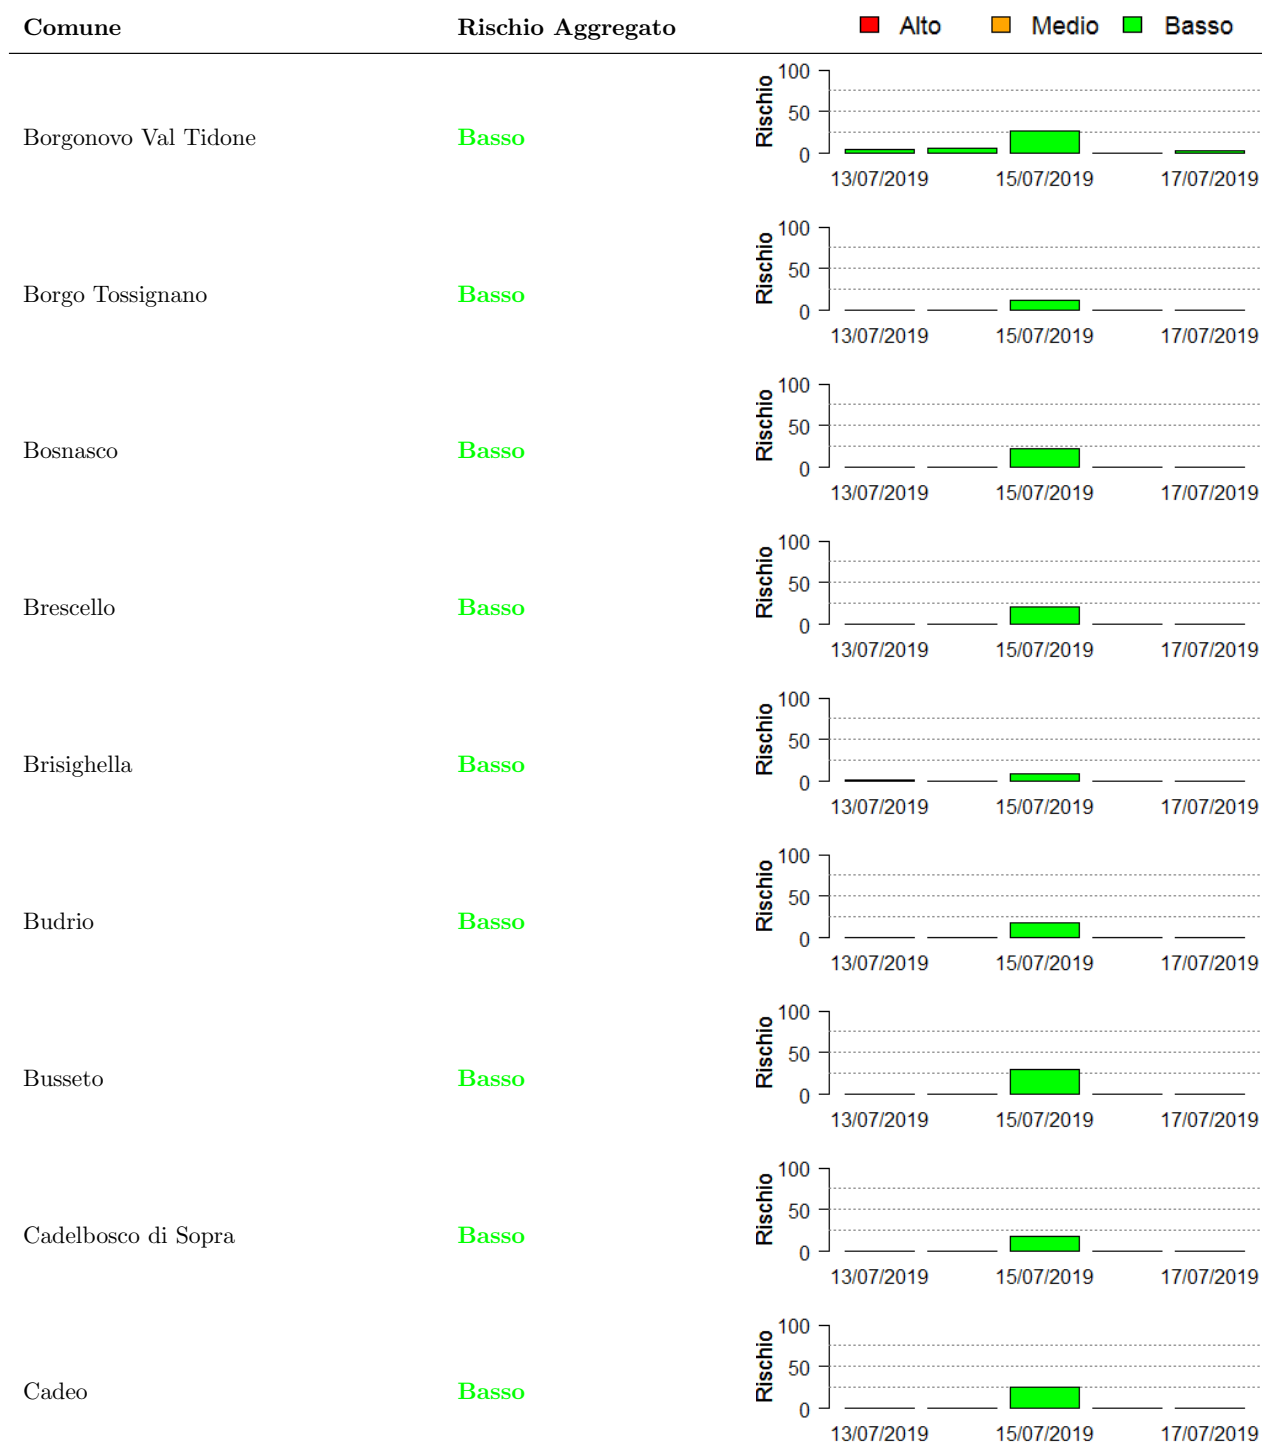 Comune Rischio Aggregato Alto Medio Basso
Borgonovo Val Tidone Basso Rischio 100 50 0
13/07/2019 15/07/2019 17/07/2019
Borgo Tossignano Basso Rischio 100 50 0
13/07/2019 15/07/2019 17/07/2019
Bosnasco Basso Rischio 100 50 0
13/07/2019 15/07/2019 17/07/2019
Brescello Basso Rischio 100 50 0
13/07/2019 15/07/2019 17/07/2019
Brisighella Basso Rischio 100 50 0
13/07/2019 15/07/2019 17/07/2019
Budrio Basso Rischio 100 50 0
13/07/2019 15/07/2019 17/07/2019
Busseto Basso Rischio 100 50 0
13/07/2019 15/07/2019 17/07/2019
Cadelbosco di Sopra Basso Rischio 100 50 0
13/07/2019 15/07/2019 17/07/2019
Cadeo Basso Rischio 100 50 0
13/07/2019 15/07/2019 17/07/2019